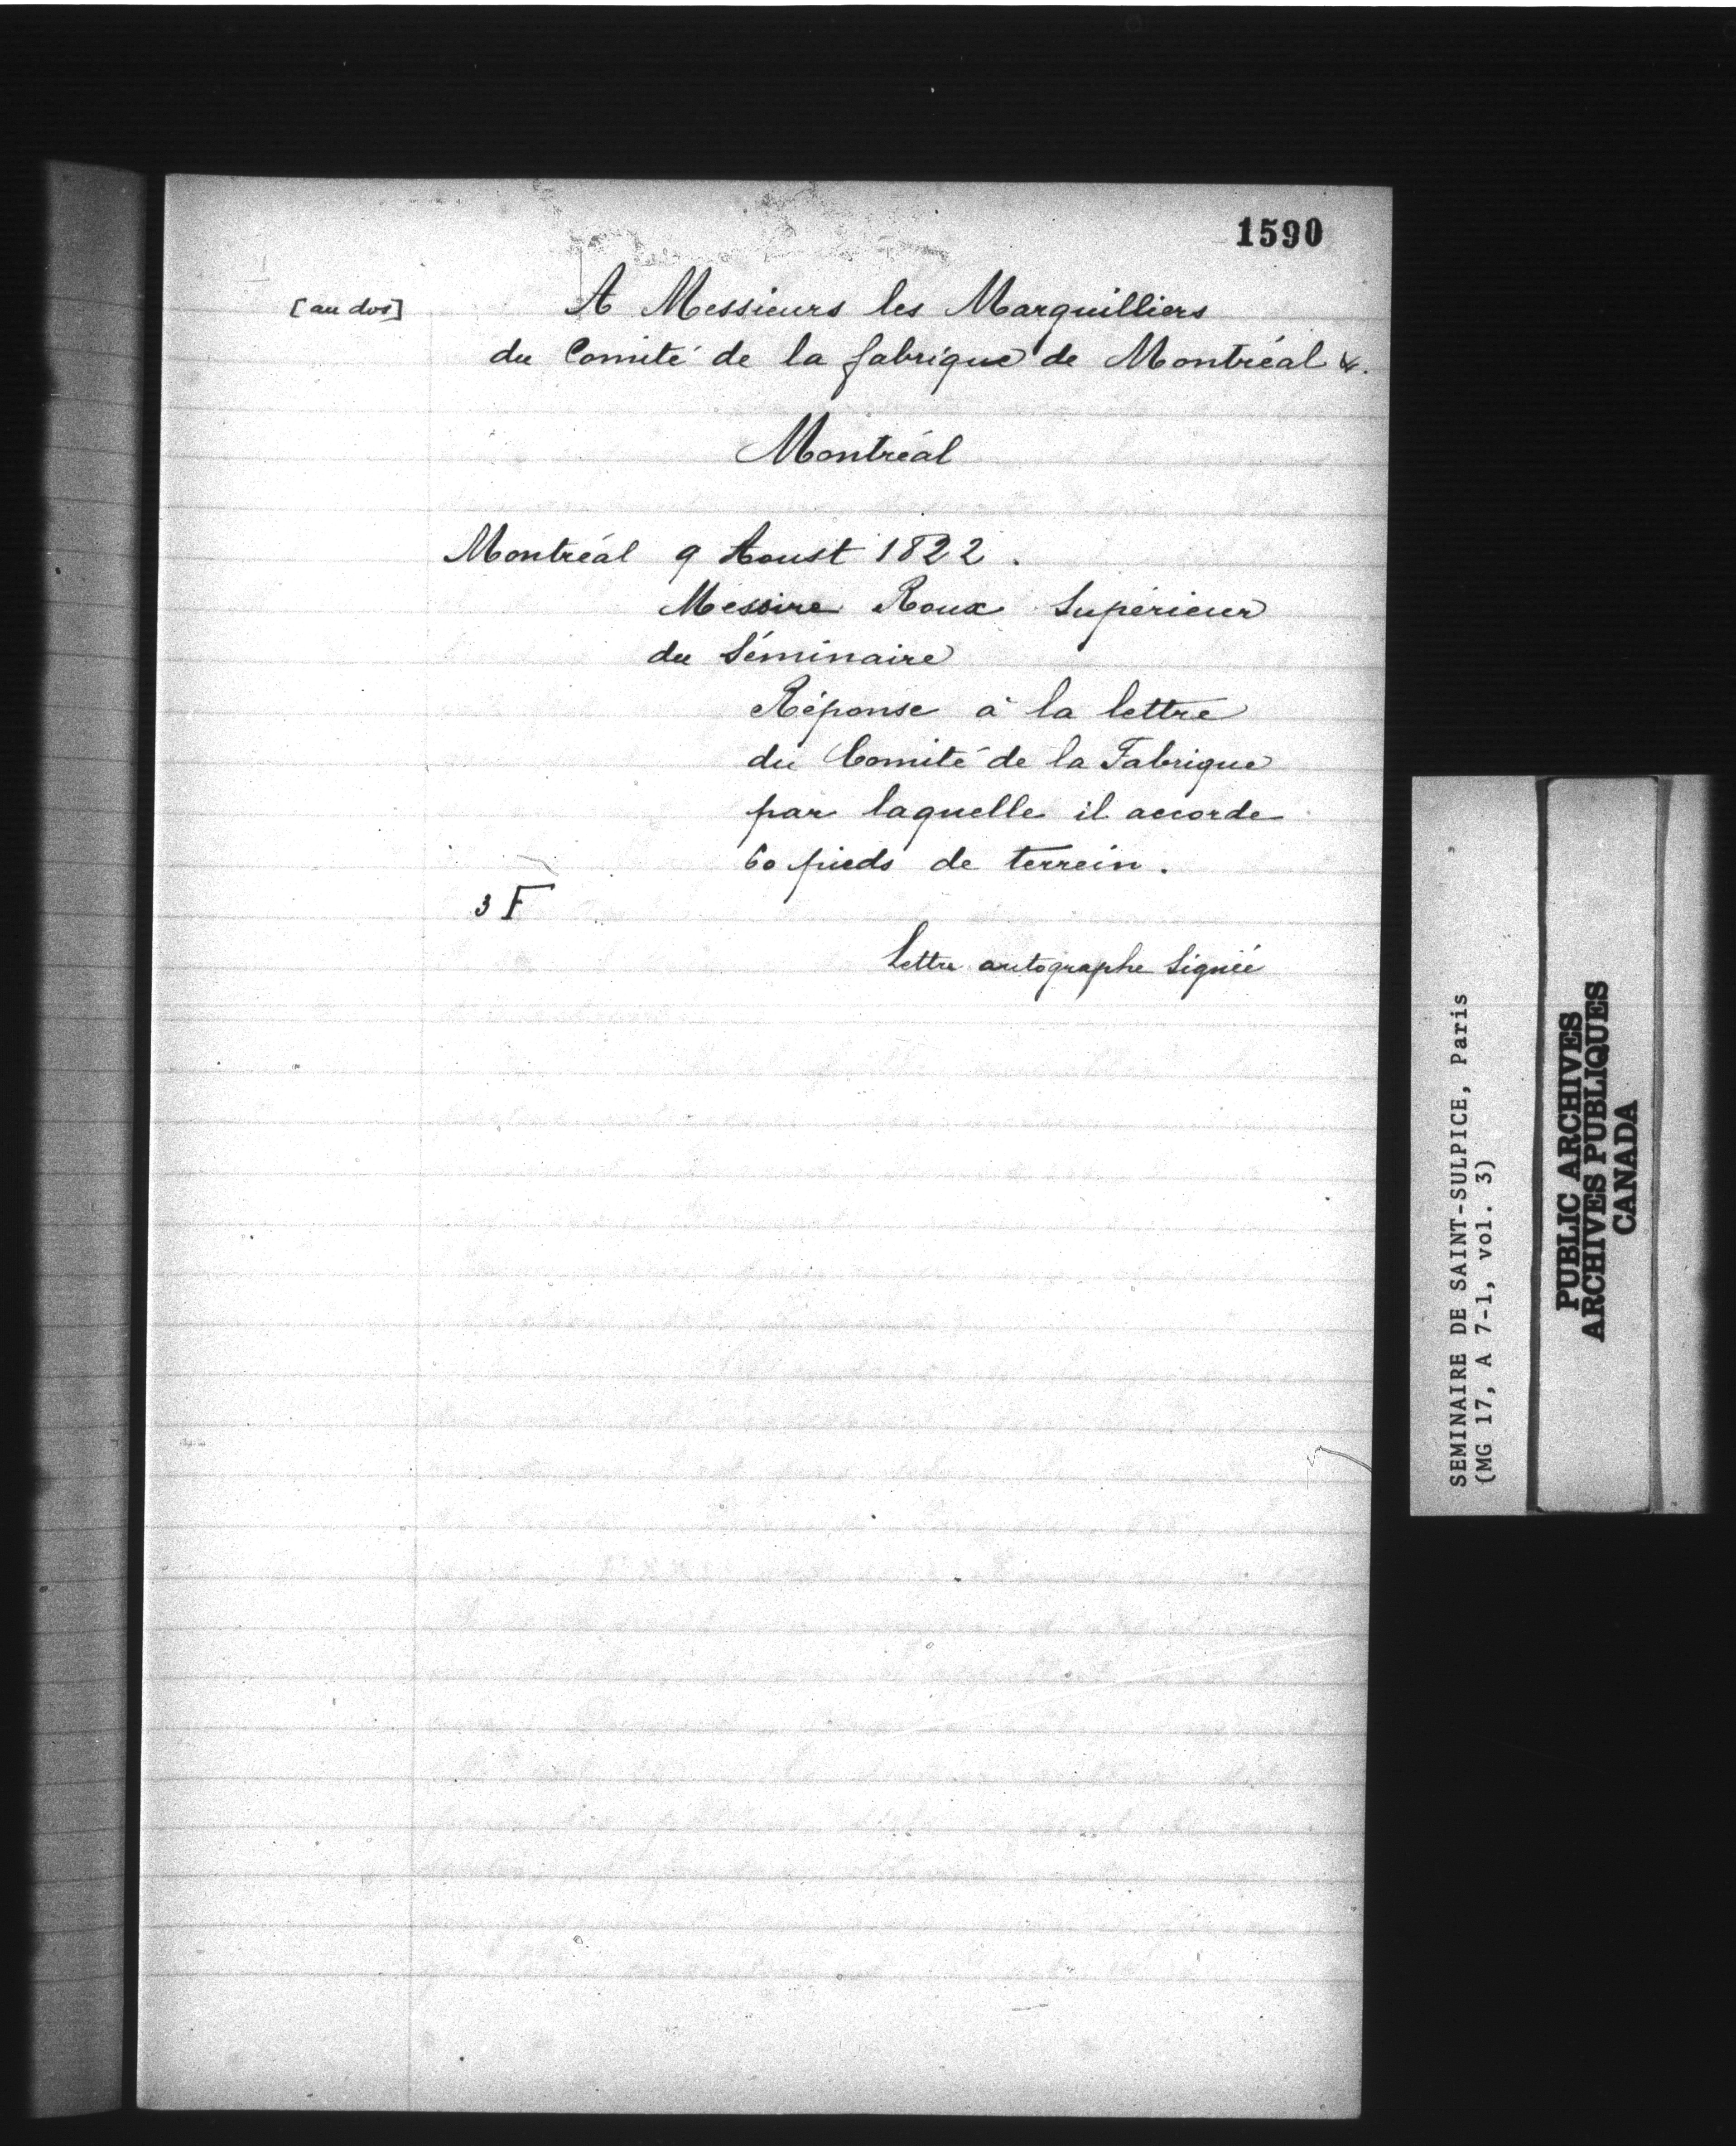 1590
[au dos] A Messieurs les Marguilliers
du Comité de la fabrique de Montréal &.
Montréal
Montréal 9 Aoust 1822.
Messire Roux Supérieur
du Séminaire
Réponse à la lettre
du Comité de la Fabrique
par laquelle il accorde
60 pieds de terrein.
3 F
Lettre autographe signée
SEMINAIRE DE SAINT-SULPICE, Paris
(MG 17, A 7-1, vol. 3)
PUBLIC ARCHIVES
ARCHIVES PUBLIQUES
CANADA